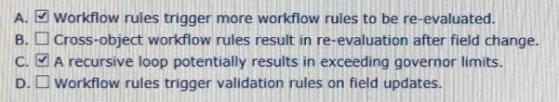 A. ☑ Workflow rules trigger more workflow rules to be re-evaluated.
B. ☐ Cross-object workflow rules result in re-evaluation after field change.
C. ☑ A recursive loop potentially results in exceeding governor limits.
D. ☐ Workflow rules trigger validation rules on field updates.